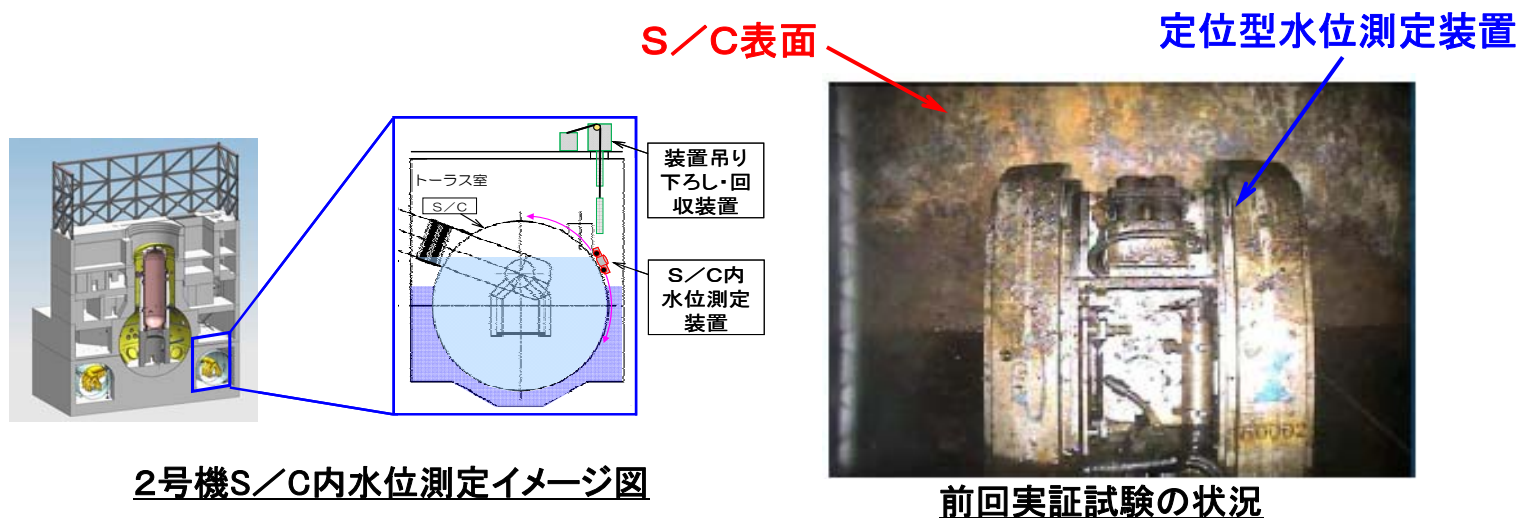 S／C表面
定位型水位測定装置
トーラス室
S／C
装置吊り
下ろし・回
収装置
S／C内
水位測定
装置
2号機S／C内水位測定イメージ図
前回実証試験の状況